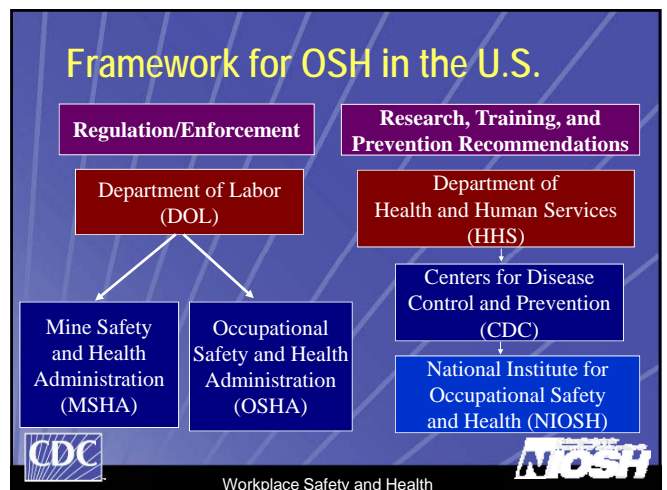 Framework for OSH in the U.S.
Regulation/Enforcement
Research, Training, and
Prevention Recommendations
Department of Labor
(DOL)
Department of
Health and Human Services
(HHS)
Centers for Disease
Control and Prevention
(CDC)
Mine Safety
and Health
Administration
(MSHA)
Occupational
Safety and Health
Administration
(OSHA)
National Institute for
Occupational Safety
and Health (NIOSH)
CDC
NIOSH
Workplace Safety and Health